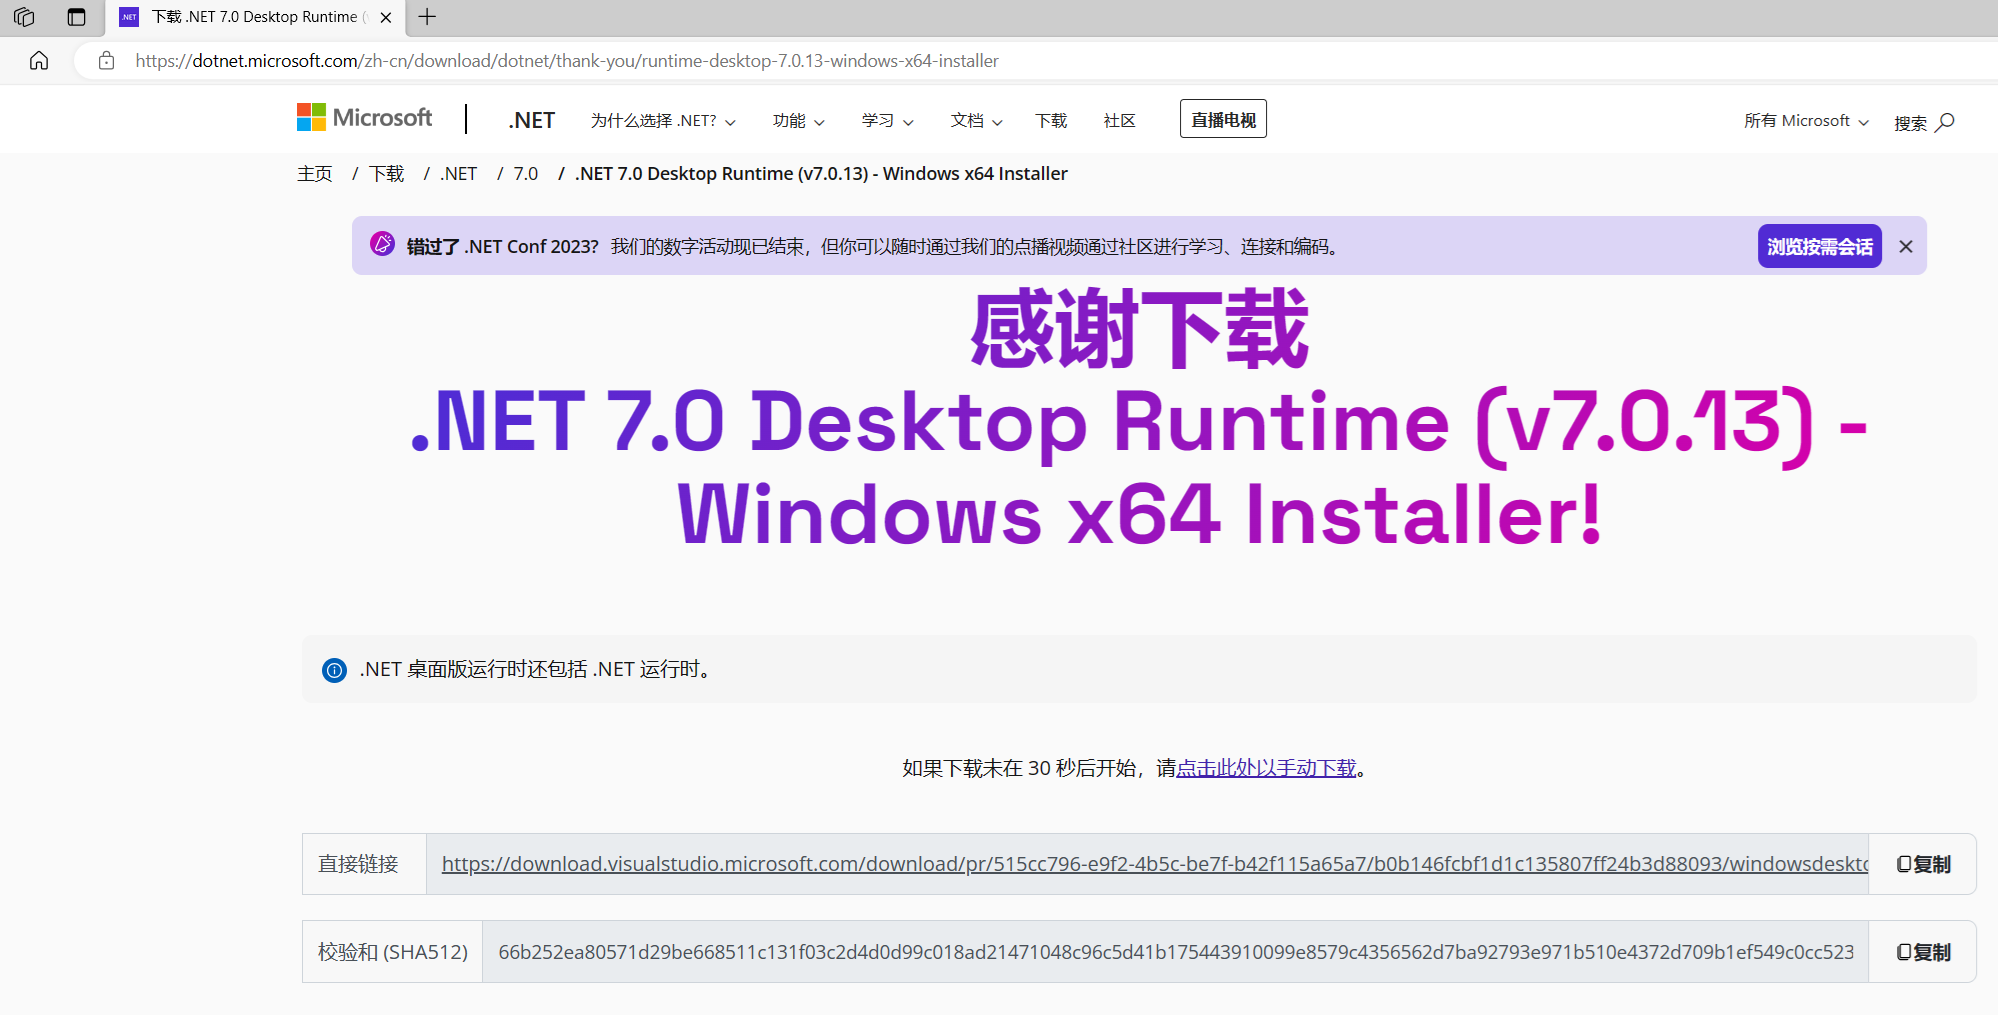 下载 .NET 7.0 Desktop Runtime (
https://dotnet.microsoft.com/zh-cn/download/dotnet/thank-you/runtime-desktop-7.0.13-windows-x64-installer
Microsoft .NET 为什么选择 .NET? 功能 学习 文档 下载 社区 直播电视 所有 Microsoft 搜索
主页 / 下载 / .NET / 7.0 / .NET 7.0 Desktop Runtime (v7.0.13) - Windows x64 Installer
错过了 .NET Conf 2023? 我们的数字活动现已结束，但你可以随时通过我们的点播视频通过社区进行学习、连接和编码。 浏览按需会话
感谢下载
.NET 7.0 Desktop Runtime (v7.0.13) -
Windows x64 Installer!
.NET 桌面版运行时还包括 .NET 运行时。
如果下载未在 30 秒后开始，请点击此处以手动下载。
直接链接 https://download.visualstudio.microsoft.com/download/pr/515cc796-e9f2-4b5c-be7f-b42f115a65a7/b0b146fcbf1d1c135807ff24b3d88093/windowsdeskto 复制
校验和 (SHA512) 66b252ea80571d29be668511c131f03c2d4d0d99c018ad21471048c96c5d41b175443910099e8579c4356562d7ba92793e971b510e4372d709b1ef549c0cc523 复制